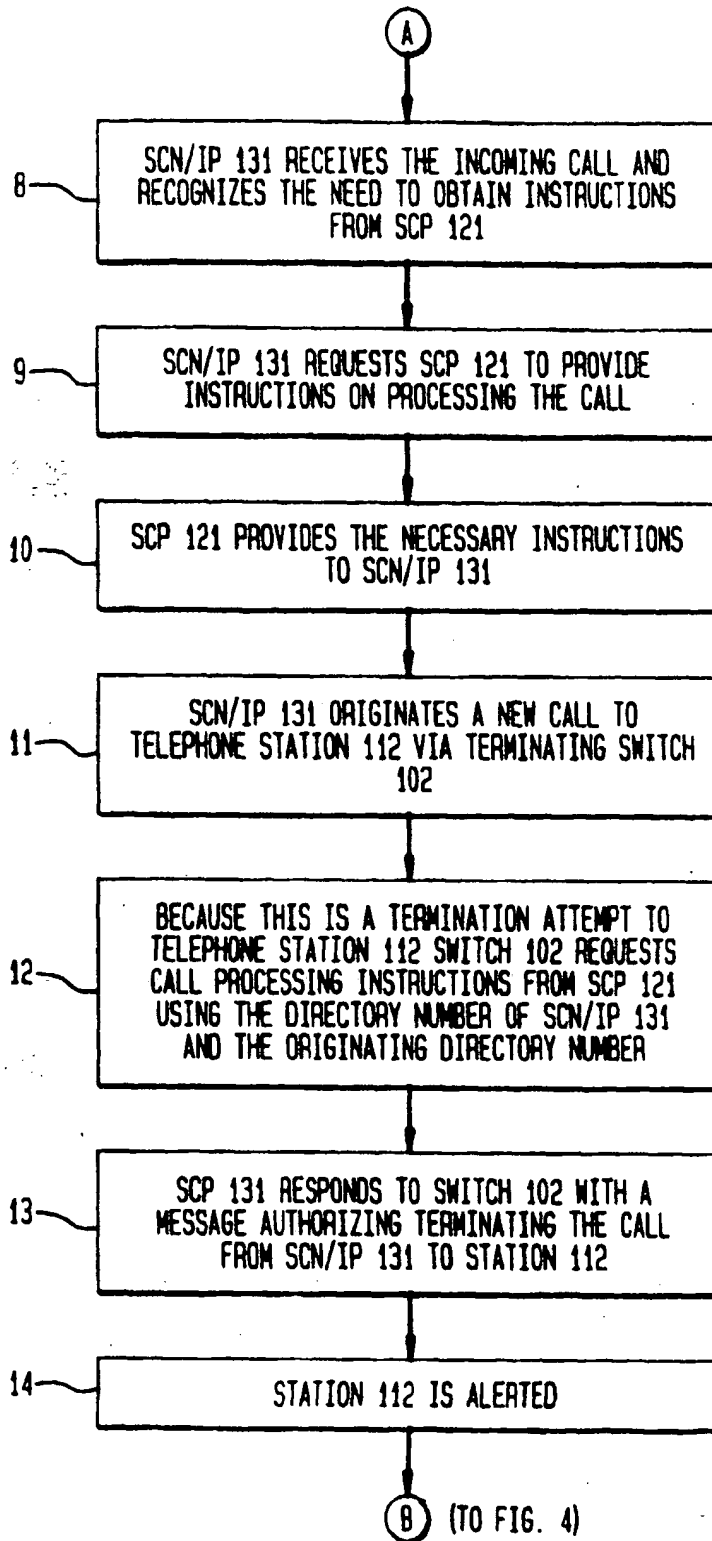 A
8
SCN/IP 131 RECEIVES THE INCOMING CALL AND
RECOGNIZES THE NEED TO OBTAIN INSTRUCTIONS
FROM SCP 121
9
SCN/IP 131 REQUESTS SCP 121 TO PROVIDE
INSTRUCTIONS ON PROCESSING THE CALL
10
SCP 121 PROVIDES THE NECESSARY INSTRUCTIONS
TO SCN/IP 131
11
SCN/IP 131 ORIGINATES A NEW CALL TO
TELEPHONE STATION 112 VIA TERMINATING SWITCH
102
12
BECAUSE THIS IS A TERMINATION ATTEMPT TO
TELEPHONE STATION 112 SWITCH 102 REQUESTS
CALL PROCESSING INSTRUCTIONS FROM SCP 121
USING THE DIRECTORY NUMBER OF SCN/IP 131
AND THE ORIGINATING DIRECTORY NUMBER
13
SCP 131 RESPONDS TO SWITCH 102 WITH A
MESSAGE AUTHORIZING TERMINATING THE CALL
FROM SCN/IP 131 TO STATION 112
14
STATION 112 IS ALERTED
B (TO FIG. 4)